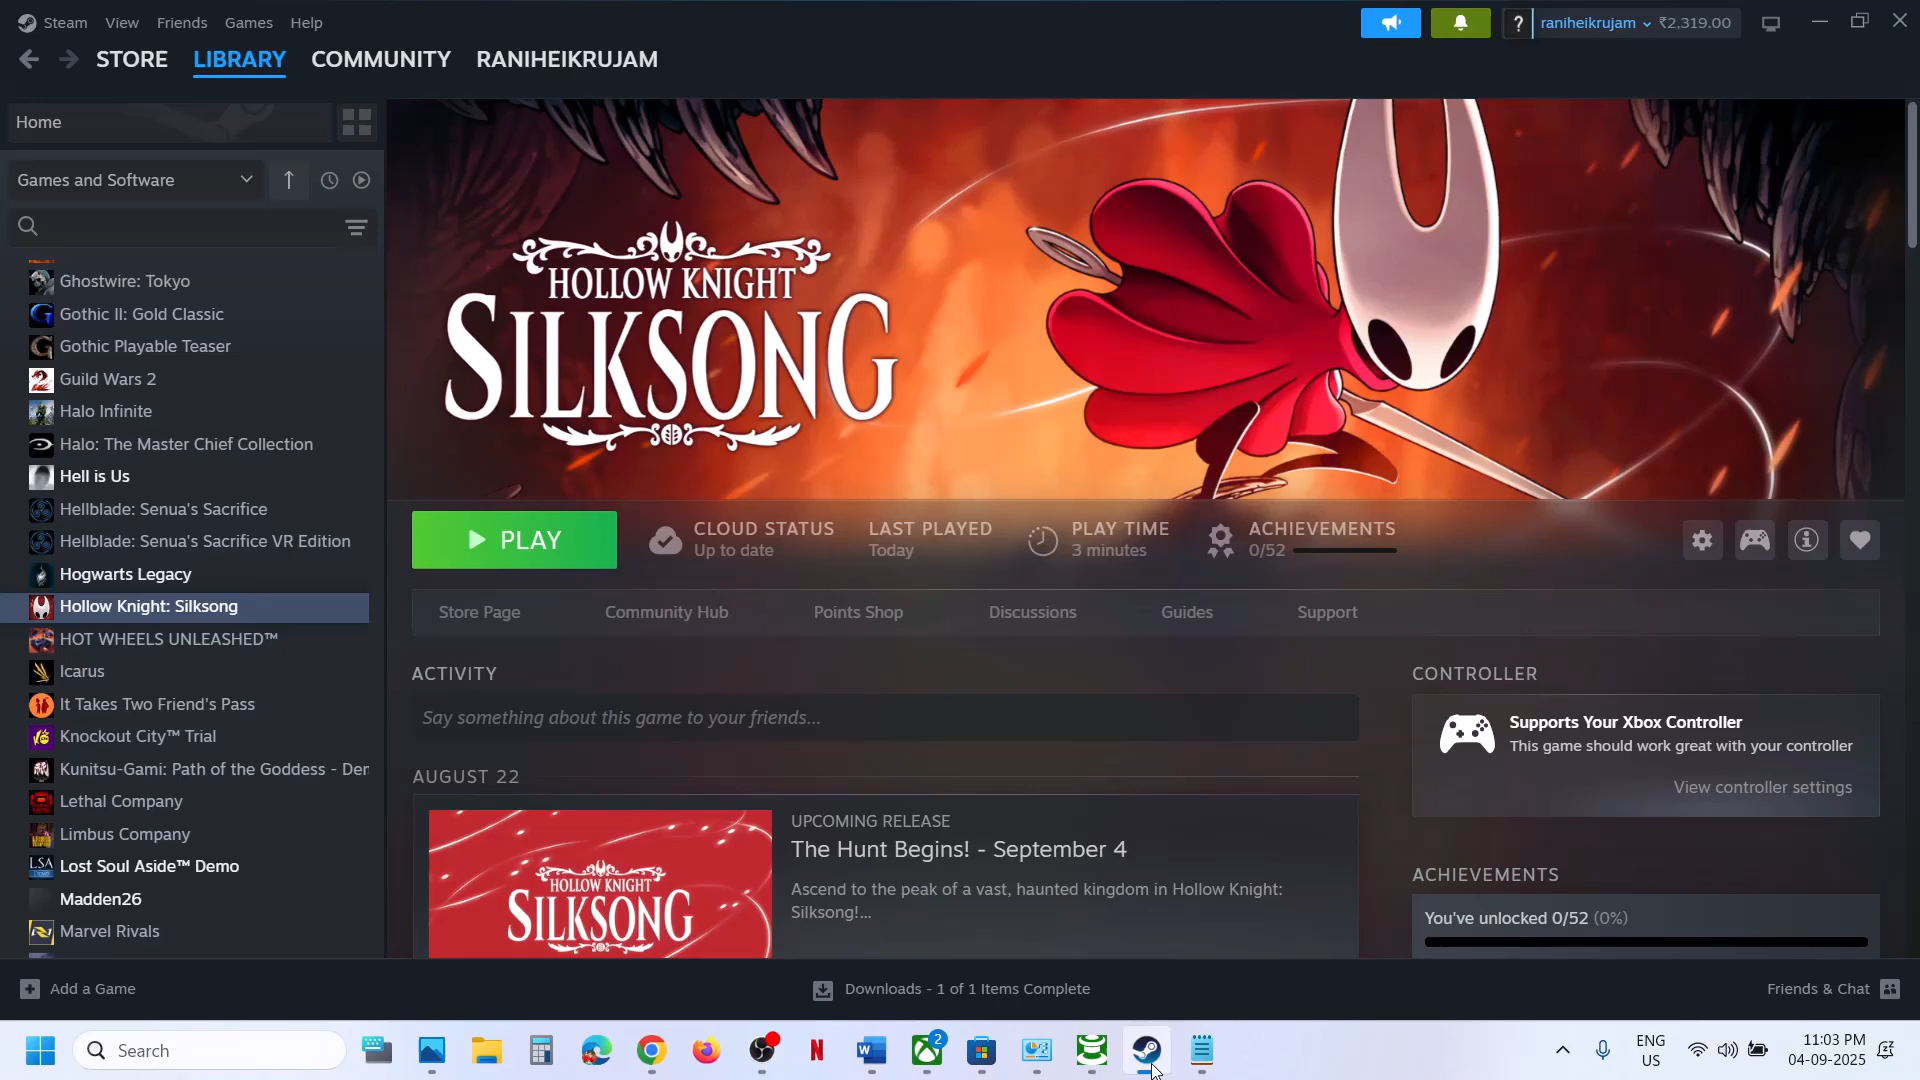 Steam View Friends Games Help
raniheikrujam ₹2,319.00
STORE LIBRARY COMMUNITY RANIHEIKRUJAM
Home
Games and Software
Ghostwire: Tokyo
Gothic II: Gold Classic
Gothic Playable Teaser
Guild Wars 2
Halo Infinite
Halo: The Master Chief Collection
Hell is Us
Hellblade: Senua's Sacrifice
Hellblade: Senua's Sacrifice VR Edition
Hogwarts Legacy
Hollow Knight: Silksong
HOT WHEELS UNLEASHED™
Icarus
It Takes Two Friend's Pass
Knockout City™ Trial
Kunitsu-Gami: Path of the Goddess - Der
Lethal Company
Limbus Company
LSA Lost Soul Aside™ Demo
Madden26
Marvel Rivals
HOLLOW KNIGHT
SILKSONG
PLAY
CLOUD STATUS
Up to date
LAST PLAYED
Today
PLAY TIME
3 minutes
ACHIEVEMENTS
0/52
Store Page Community Hub Points Shop Discussions Guides Support
ACTIVITY
Say something about this game to your friends...
AUGUST 22
HOLLOW KNIGHT
SILKSONG
UPCOMING RELEASE
The Hunt Begins! - September 4
Ascend to the peak of a vast, haunted kingdom in Hollow Knight:
Silksong!...
CONTROLLER
Supports Your Xbox Controller
This game should work great with your controller
View controller settings
ACHIEVEMENTS
You've unlocked 0/52 (0%)
Add a Game
Downloads - 1 of 1 Items Complete
Friends & Chat
Search
2
ENG
US
11:03 PM
04-09-2025